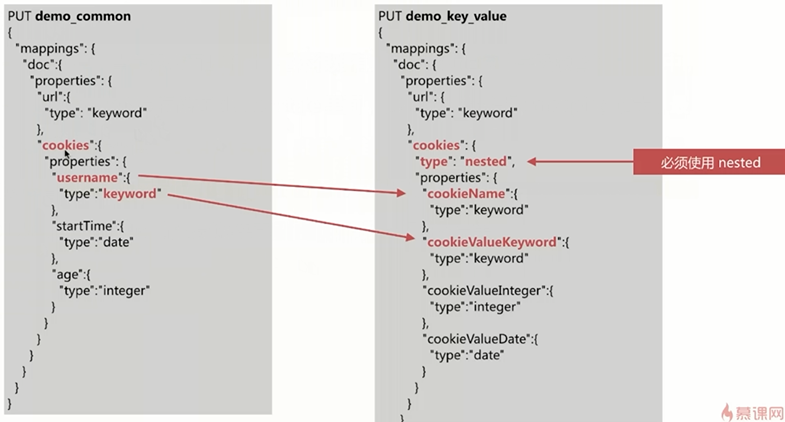 PUT demo_common
{
"mappings": {
"doc":{
"properties": {
"url":{
"type": "keyword"
},
"cookies":{
"properties": {
"username":{
"type":"keyword"
},
"startTime":{
"type":"date"
},
"age":{
"type":"integer"
}
}
}
}
}
}
}
PUT demo_key_value
{
"mappings": {
"doc": {
"properties": {
"url": {
"type": "keyword"
},
"cookies": {
"type": "nested",
"properties": {
"cookieName":{
"type":"keyword"
},
"cookieValueKeyword":{
"type":"keyword"
},
"cookieValueInteger":{
"type":"integer"
},
"cookieValueDate":{
"type":"date"
}
}
}
}
}
必须使用 nested
慕课网